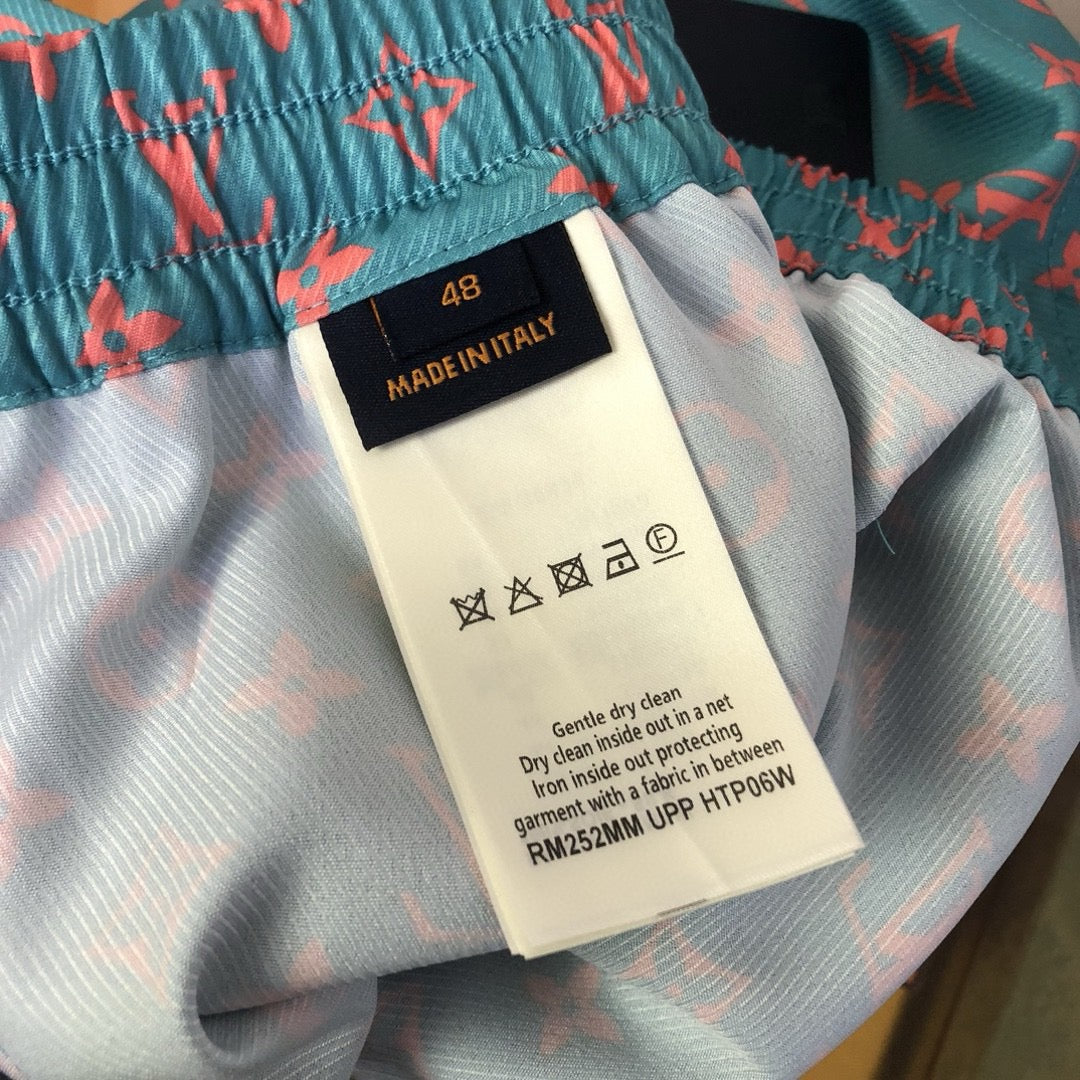 48
MADE IN ITALY
F
Gentle dry clean
Dry clean inside out in a net
Iron inside out protecting
garment with a fabric in between
RM252MM UPP HTP06W